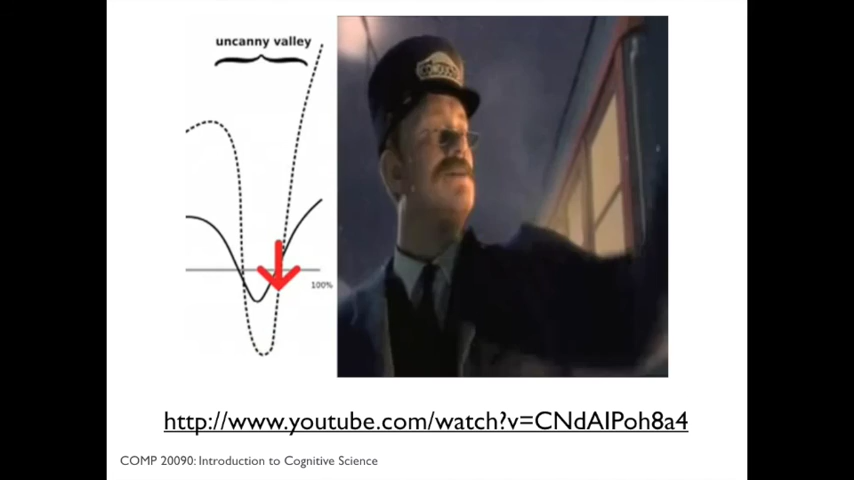 uncanny valley
100%
http://www.youtube.com/watch?v=CNdAIPoh8a4
COMP 20090: Introduction to Cognitive Science